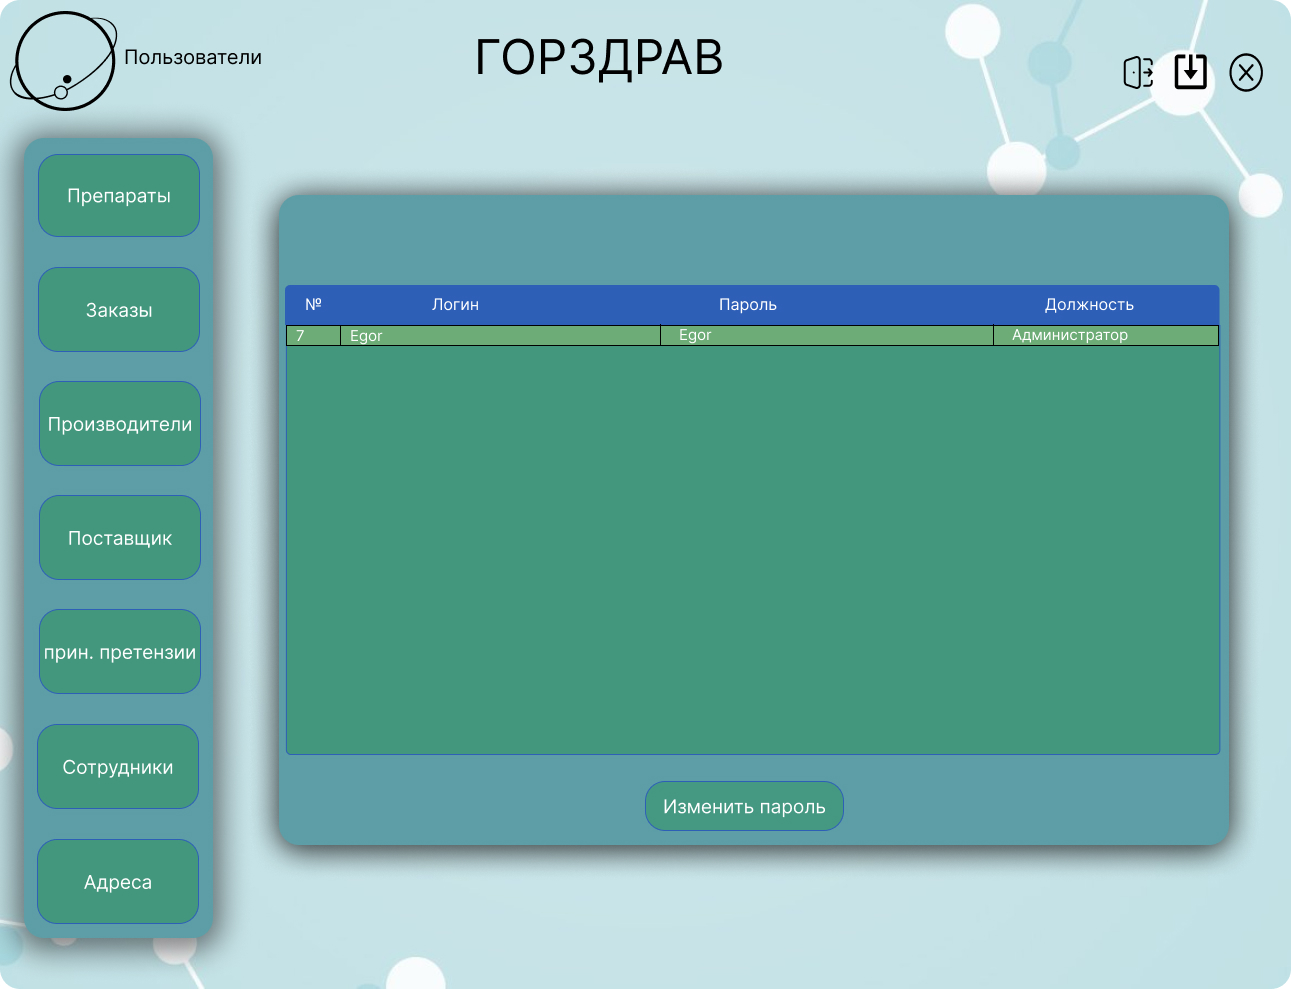 Пользователи
ГОРЗДРАВ
Препараты
Заказы
Производители
Поставщик
прин. претензии
Сотрудники
Адреса
№ Логин Пароль Должность
7 Egor Egor Администратор
Изменить пароль